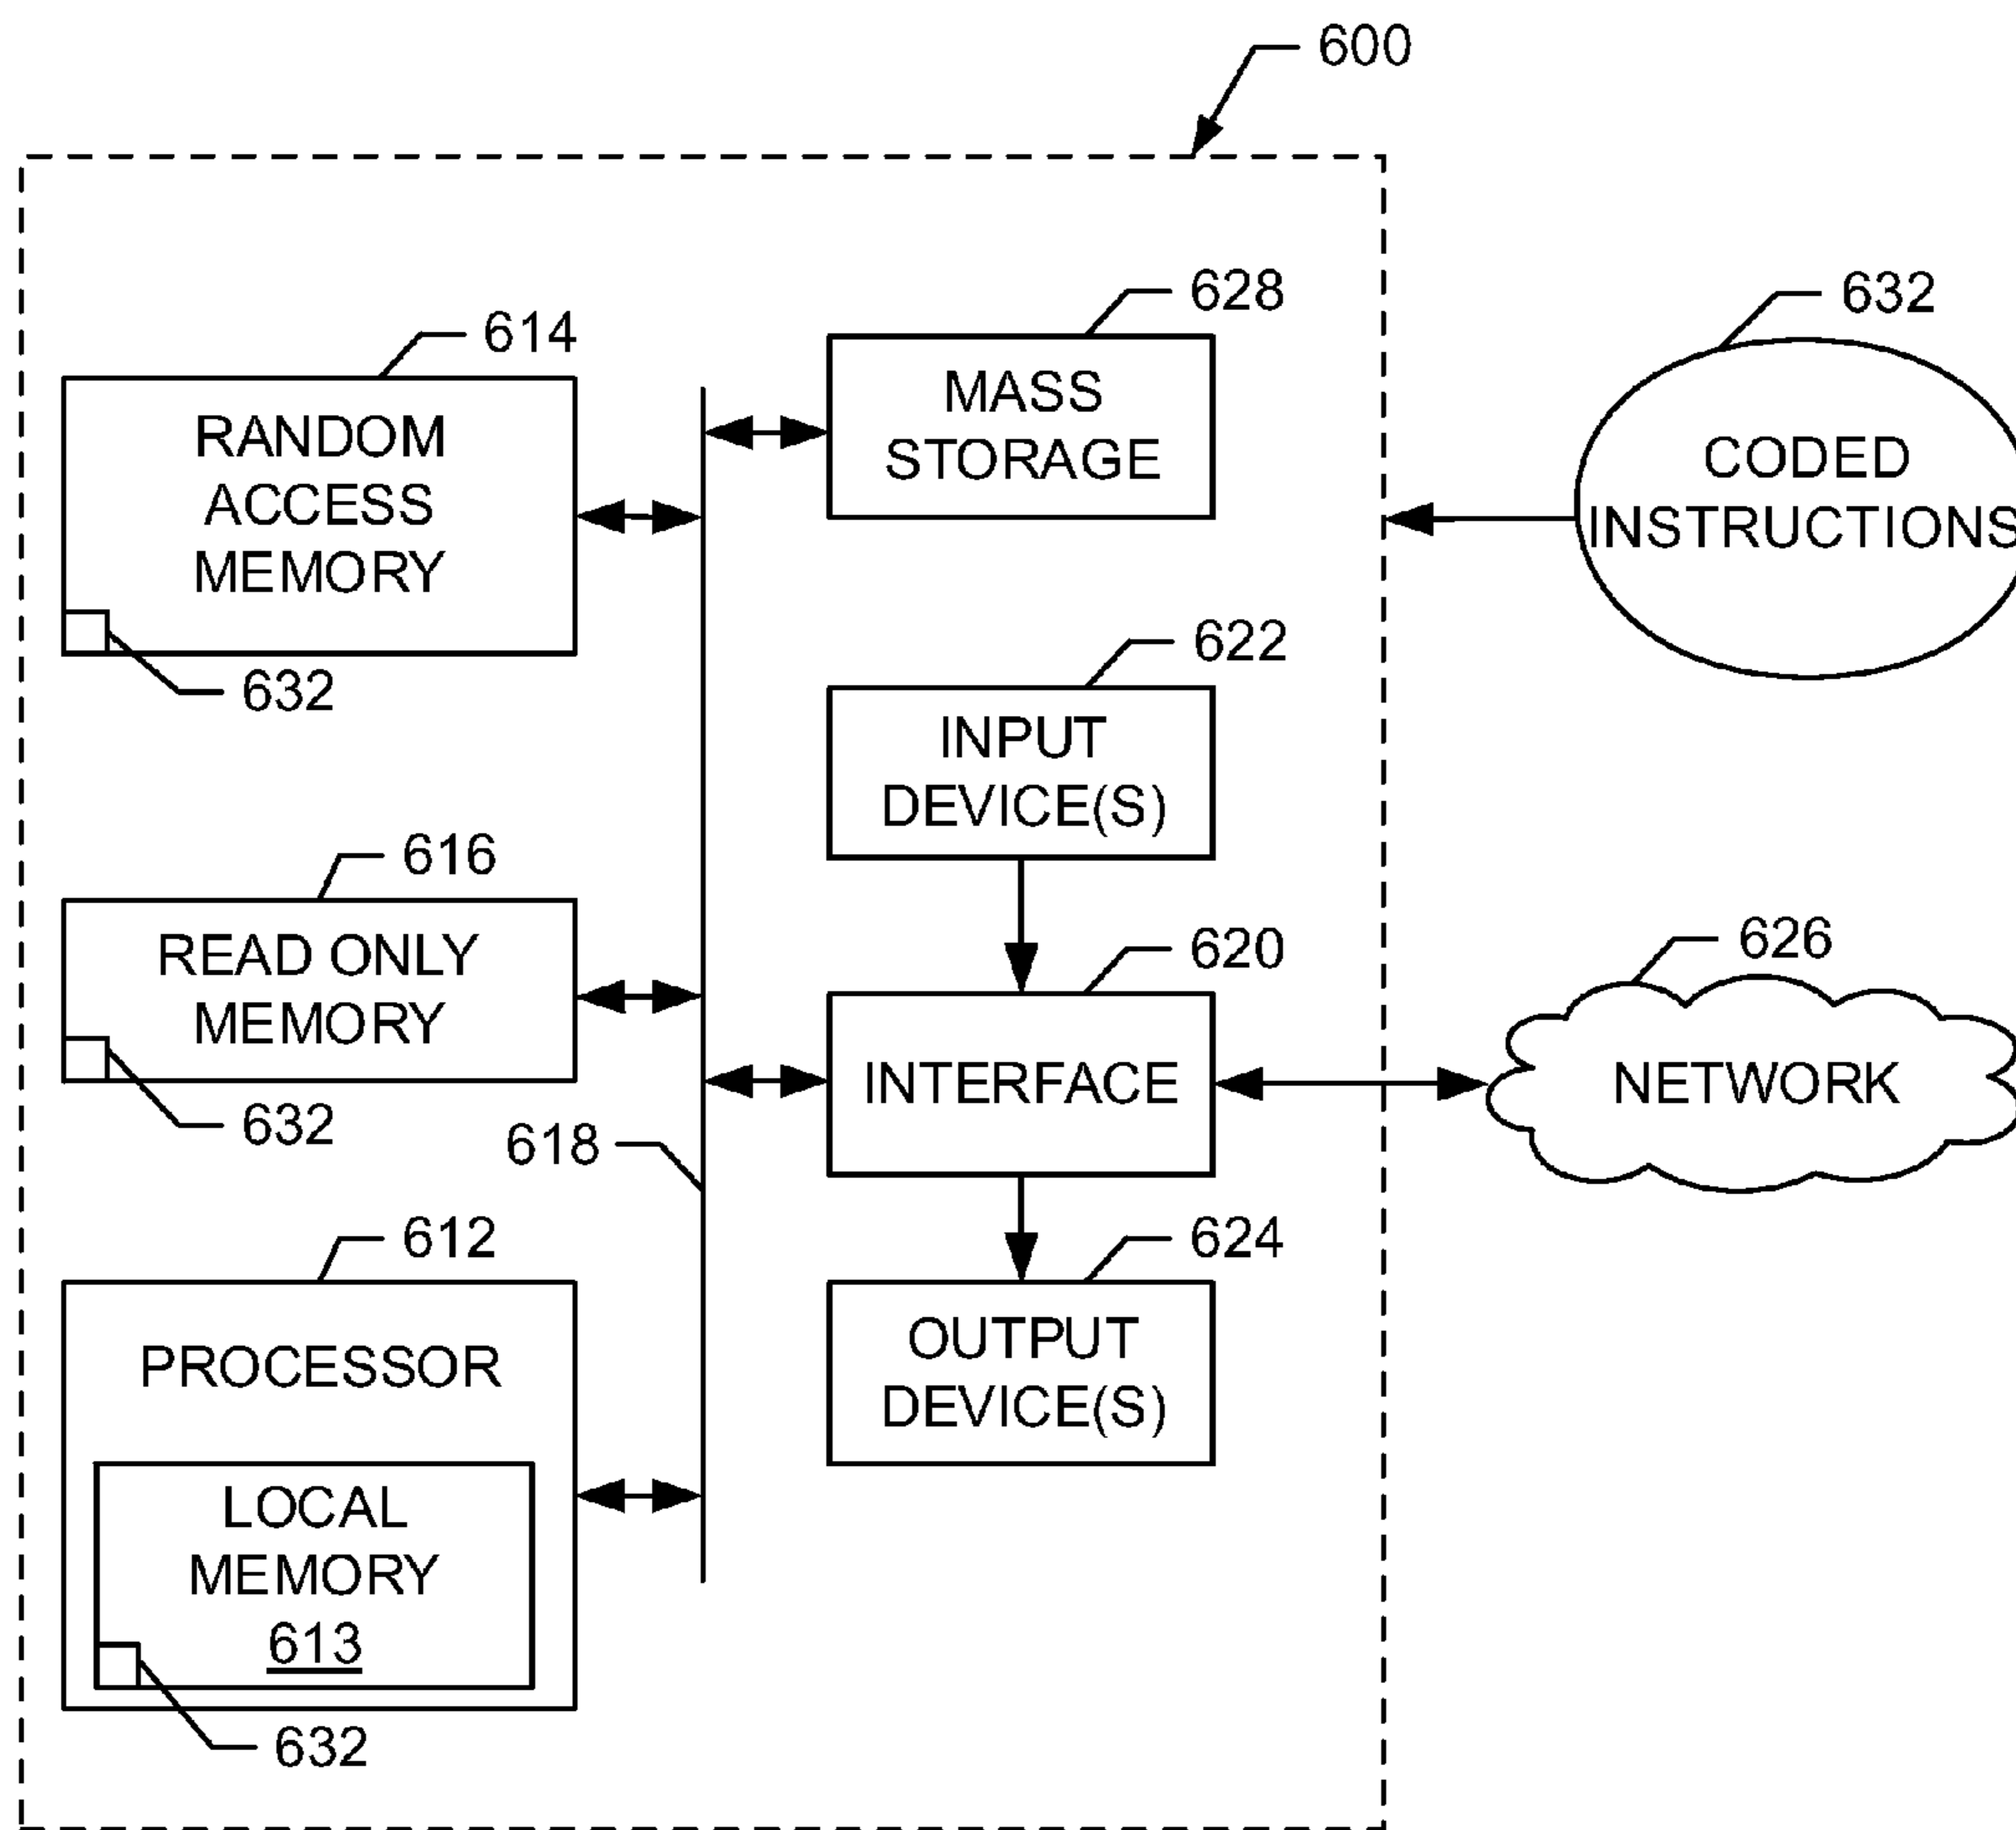 600
628
632
614
MASS
STORAGE
RANDOM
ACCESS
MEMORY
CODED
INSTRUCTIONS
632
622
INPUT
DEVICE(S)
616
READ ONLY
MEMORY
620
626
INTERFACE
NETWORK
632
618
612
624
PROCESSOR
OUTPUT
DEVICE(S)
LOCAL
MEMORY
613
632